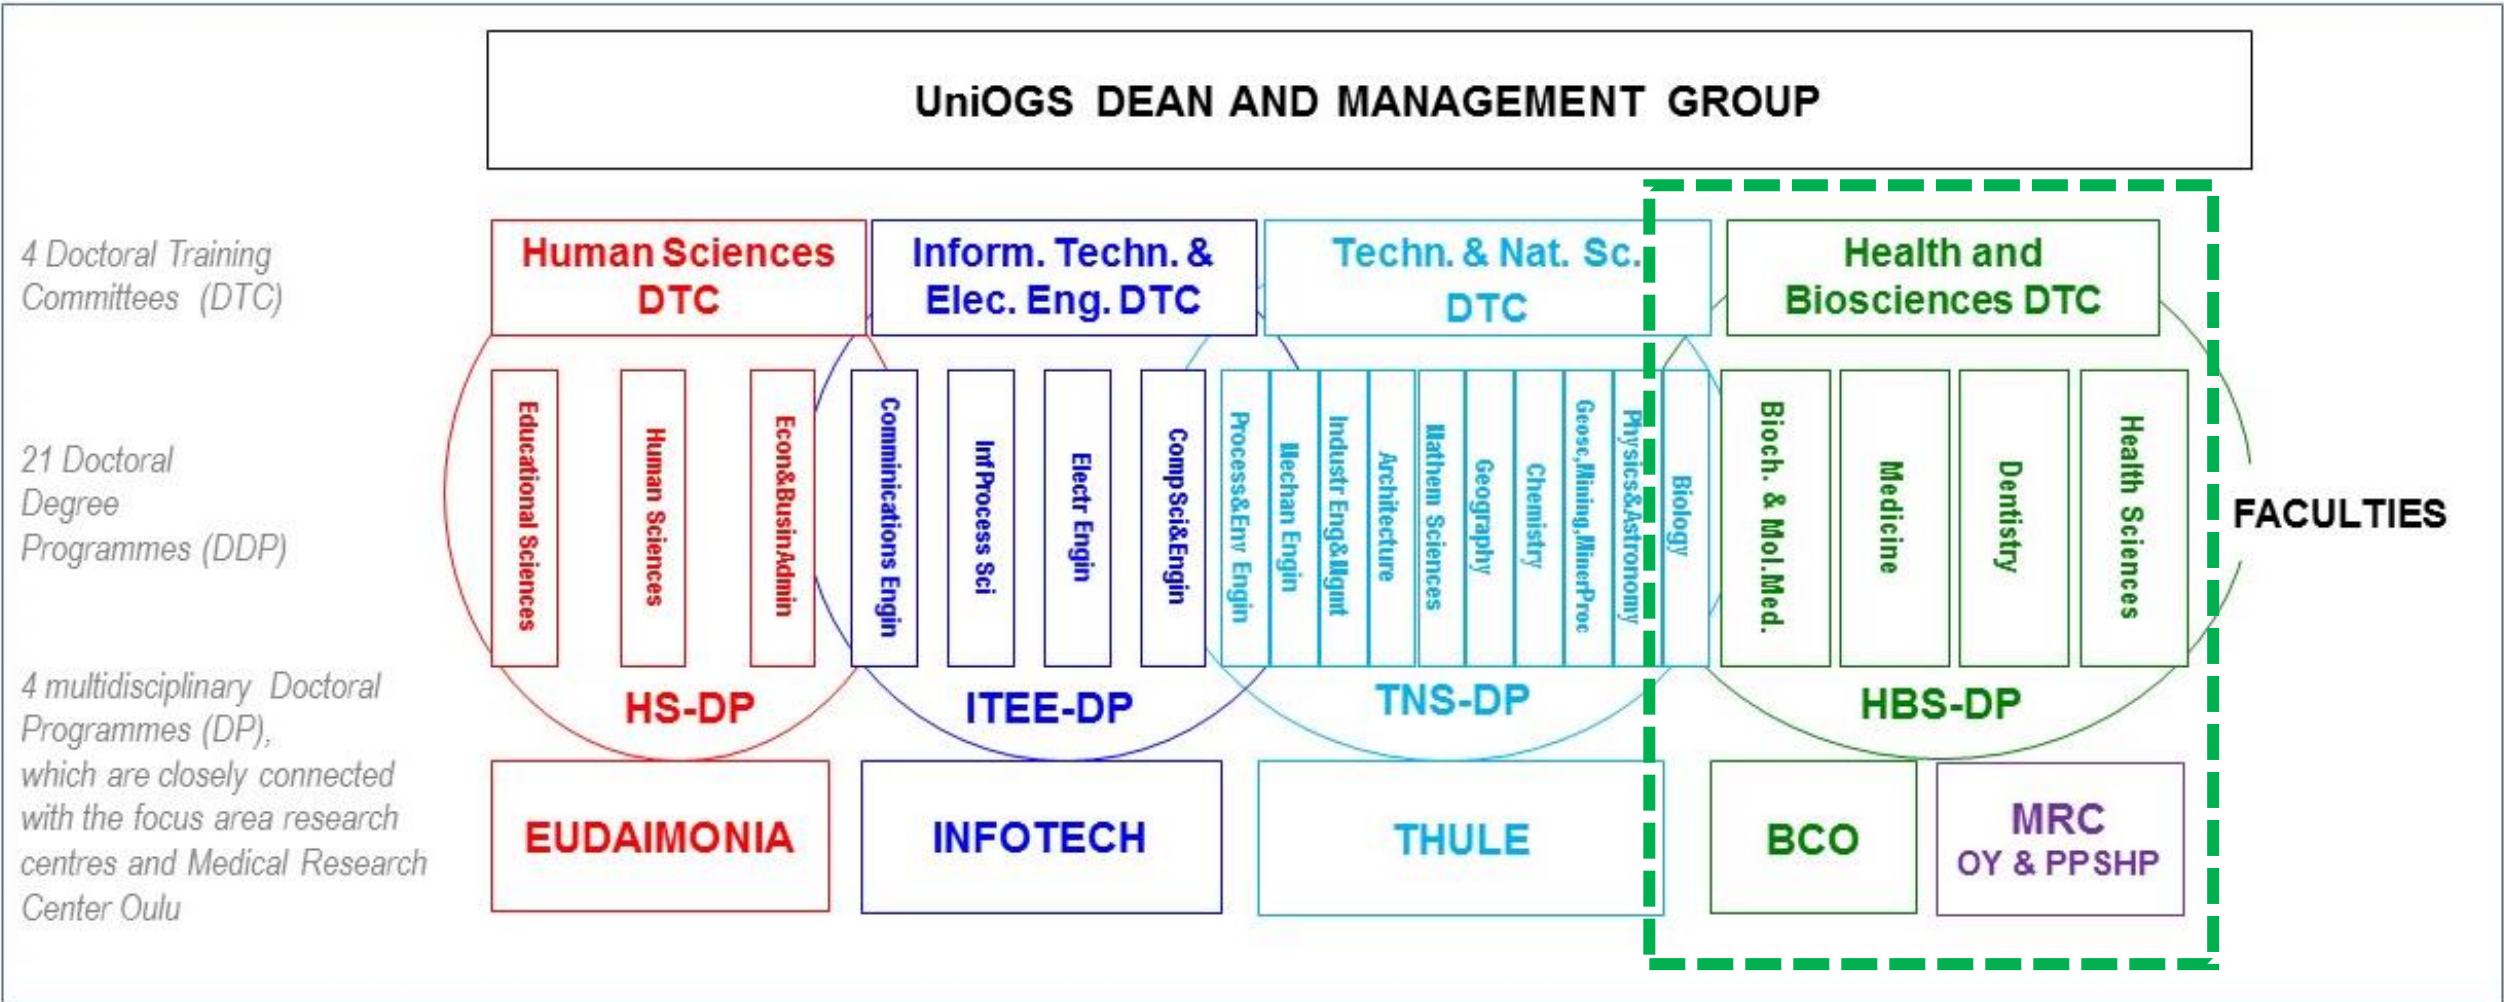 UniOGS DEAN AND MANAGEMENT GROUP
4 Doctoral Training
Committees (DTC)
Human Sciences
DTC
Inform. Techn. &
Elec. Eng. DTC
Techn. & Nat. Sc.
DTC
Health and
Biosciences DTC
21 Doctoral
Degree
Programmes (DDP)
Educational Sciences
Human Sciences
Econ&BusinAdmin
Comminications Engin
InfProcess Sci
Electr Engin
CompSci&Engin
Process&Env Engin
Mechan Engin
Industr Eng&Mgmt
Architecture
Mathem Sciences
Geography
Chemistry
Geosc,Mining,MinerProc
Physics&Astronomy
Biology
Bioch. & Mol.Med.
Medicine
Dentistry
Health Sciences
FACULTIES
4 multidisciplinary Doctoral
Programmes (DP),
which are closely connected
with the focus area research
centres and Medical Research
Center Oulu
HS-DP
ITEE-DP
TNS-DP
HBS-DP
EUDAIMONIA
INFOTECH
THULE
BCO
MRC
OY & PPSHP